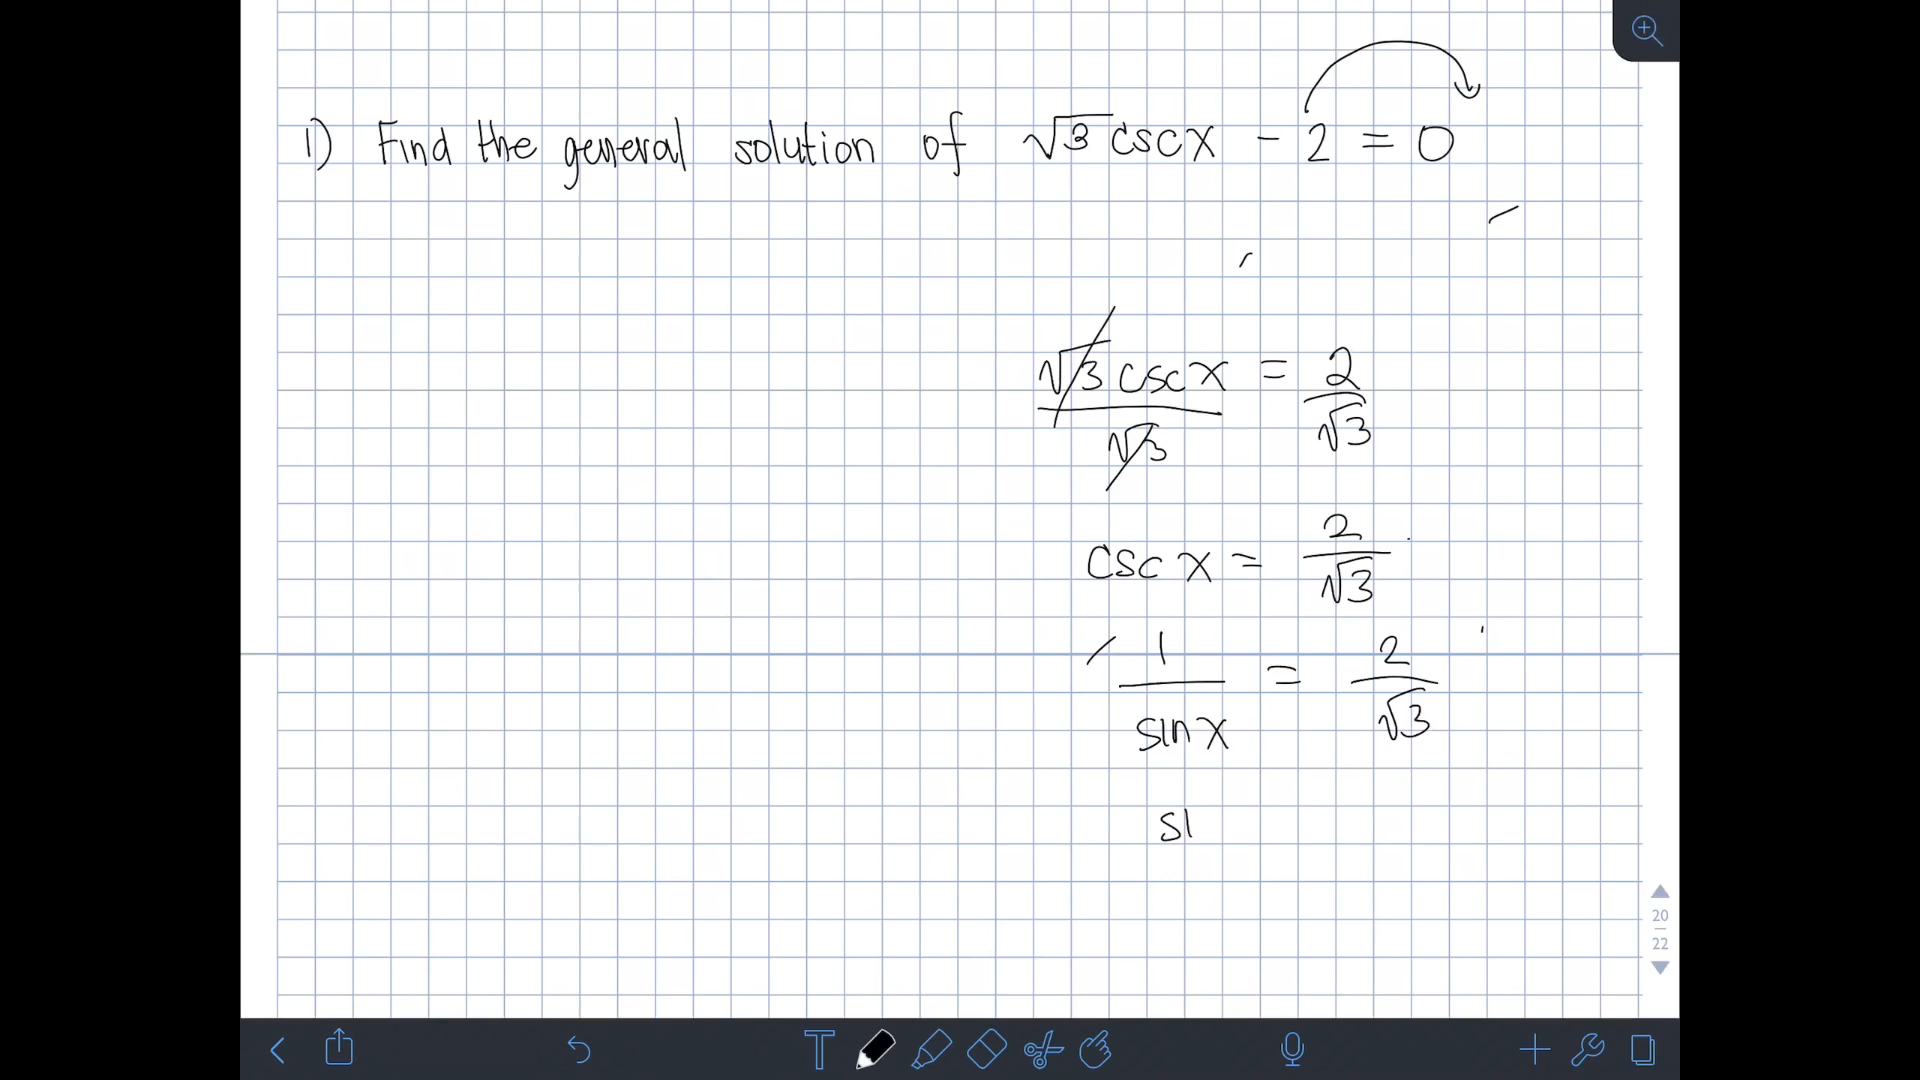 1) Find the general solution of √3 cscx - 2 = 0
√3 cscx / √3 = 2 / √3
csc x = 2 / √3
1 / sinx = 2 / √3
si
20
22
T